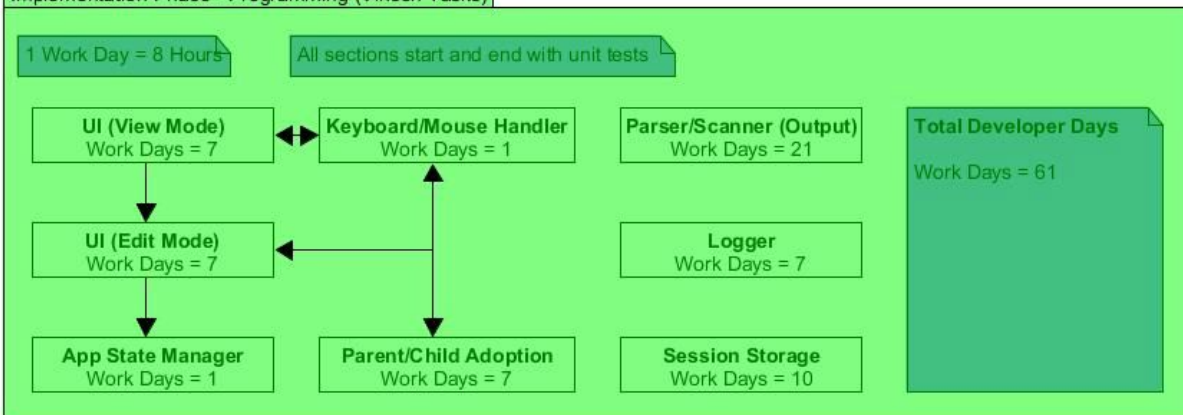 Implementation Phase - Programming (Vincsh Tasks)
1 Work Day = 8 Hours
All sections start and end with unit tests
UI (View Mode)
Work Days = 7
Keyboard/Mouse Handler
Work Days = 1
Parser/Scanner (Output)
Work Days = 21
Total Developer Days
Work Days = 61
UI (Edit Mode)
Work Days = 7
Logger
Work Days = 7
App State Manager
Work Days = 1
Parent/Child Adoption
Work Days = 7
Session Storage
Work Days = 10